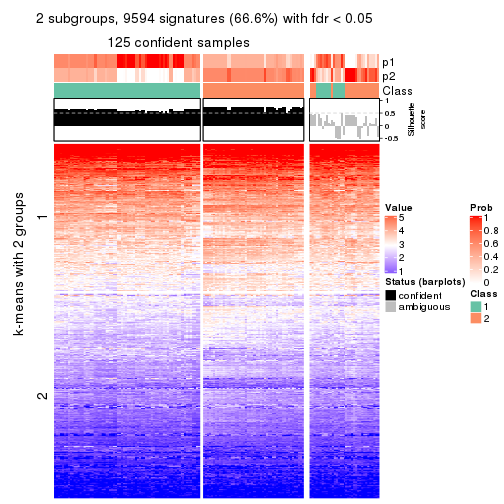 2 subgroups, 9594 signatures (66.6%) with fdr < 0.05
125 confident samples
p1
p2
Class
1
0.5
0
-0.5
Silhouette
score
k-means with 2 groups
1
2
Value
5
4
3
2
1
Status (barplots)
confident
ambiguous
Prob
1
0.8
0.6
0.4
0.2
0
Class
1
2